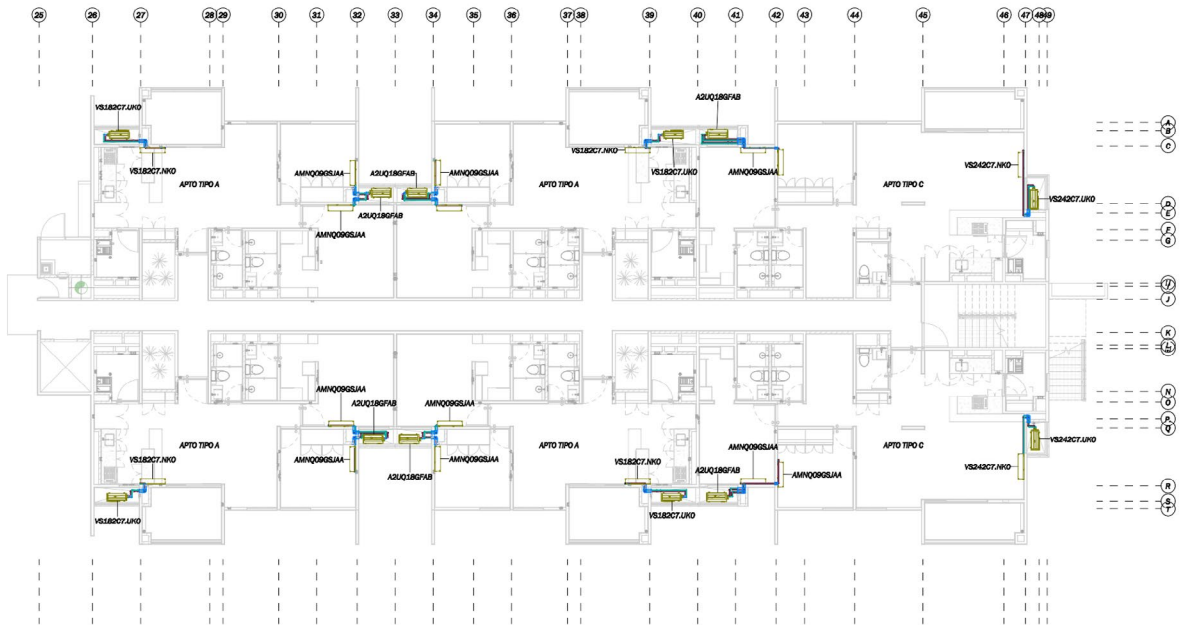 25 26 27 28 29 30 31 32 33 34 35 36 37 38 39 40 41 42 43 44 45 46 47 48 49
A2UQ18GFAB
VS182C7.UK0
A
B
C
VS182C7.NK0
VS182C7.NK0
VS182C7.UK0
AMNQ09GSJAA
VS242C7.NK0
AMNQ09GSJAA
A2UQ18GFAB
AMNQ09GSJAA
APTO TIPO A
APTO TIPO A
APTO TIPO C
VS242C7.UK0
D
E
A2UQ18GFAB
AMNQ09GSJAA
F
G
J
K
L
AMNQ09GSJAA
N
A2UQ18GFAB
AMNQ09GSJAA
O
P
Q
APTO TIPO A
APTO TIPO A
APTO TIPO C
VS242C7.UK0
AMNQ09GSJAA
AMNQ09GSJAA
AMNQ09GSJAA
VS182C7.NK0
A2UQ18GFAB
VS182C7.NK0
A2UQ18GFAB
AMNQ09GSJAA
VS242C7.NK0
R
S
T
VS182C7.UK0
VS182C7.UK0